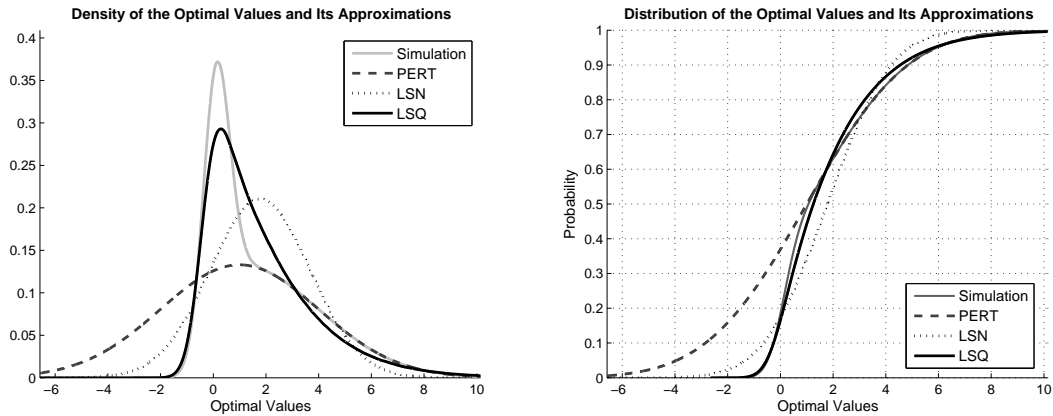 Density of the Optimal Values and Its Approximations
0.4
0.35
0.3
0.25
0.2
0.15
0.1
0.05
0
−6 −4 −2 0 2 4 6 8 10
Optimal Values
Simulation
PERT
LSN
LSQ
Distribution of the Optimal Values and Its Approximations
1
0.9
0.8
0.7
0.6
0.5
0.4
0.3
0.2
0.1
0
Probability
−6 −4 −2 0 2 4 6 8 10
Optimal Values
Simulation
PERT
LSN
LSQ